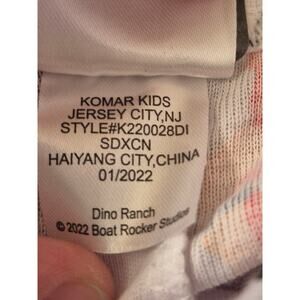 KOMAR KIDS
JERSEY CITY,NJ
STYLE#K220028DI
SDXCN
HAIYANG CITY,CHINA
01/2022
Dino Ranch
©2022 Boat Rocker Studios